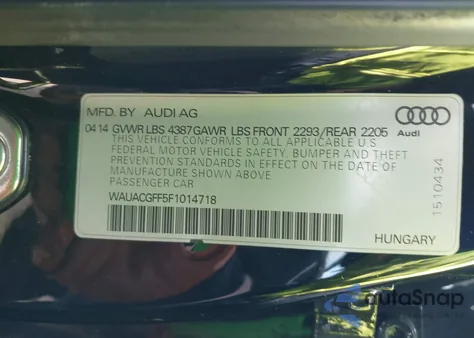 MFD. BY AUDI AG
0414 GVWR LBS 4387 GAWR LBS FRONT 2293/REAR 2205
THIS VEHICLE CONFORMS TO ALL APPLICABLE U.S.
FEDERAL MOTOR VEHICLE SAFETY, BUMPER AND THEFT
PREVENTION STANDARDS IN EFFECT ON THE DATE OF
MANUFACTURE SHOWN ABOVE.
PASSENGER CAR
WAUACGFF5F1014718
Audi
1510434
HUNGARY
autoSnap